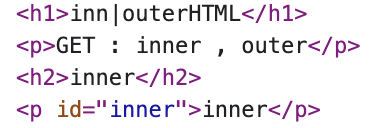 <h1>inn|outerHTML</h1>
<p>GET : inner , outer</p>
<h2>inner</h2>
<p id="inner">inner</p>